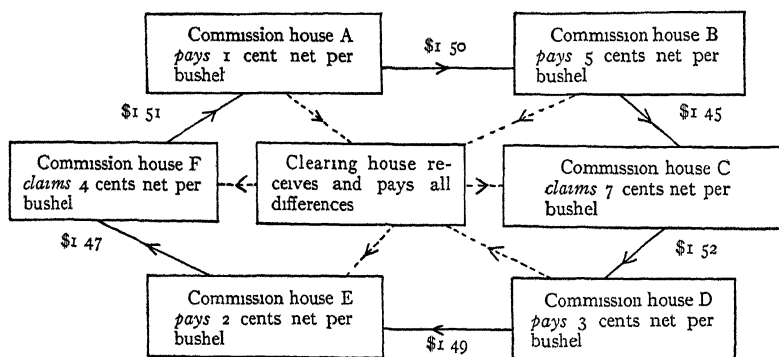 Commission house A
pays 1 cent net per
bushel
$1 50
Commission house B
pays 5 cents net per
bushel
$1 51
$1 45
Commission house F
claims 4 cents net per
bushel
Clearing house re-
ceives and pays all
differences
Commission house C
claims 7 cents net per
bushel
$1 47
$1 52
Commission house E
pays 2 cents net per
bushel
$1 49
Commission house D
pays 3 cents net per
bushel